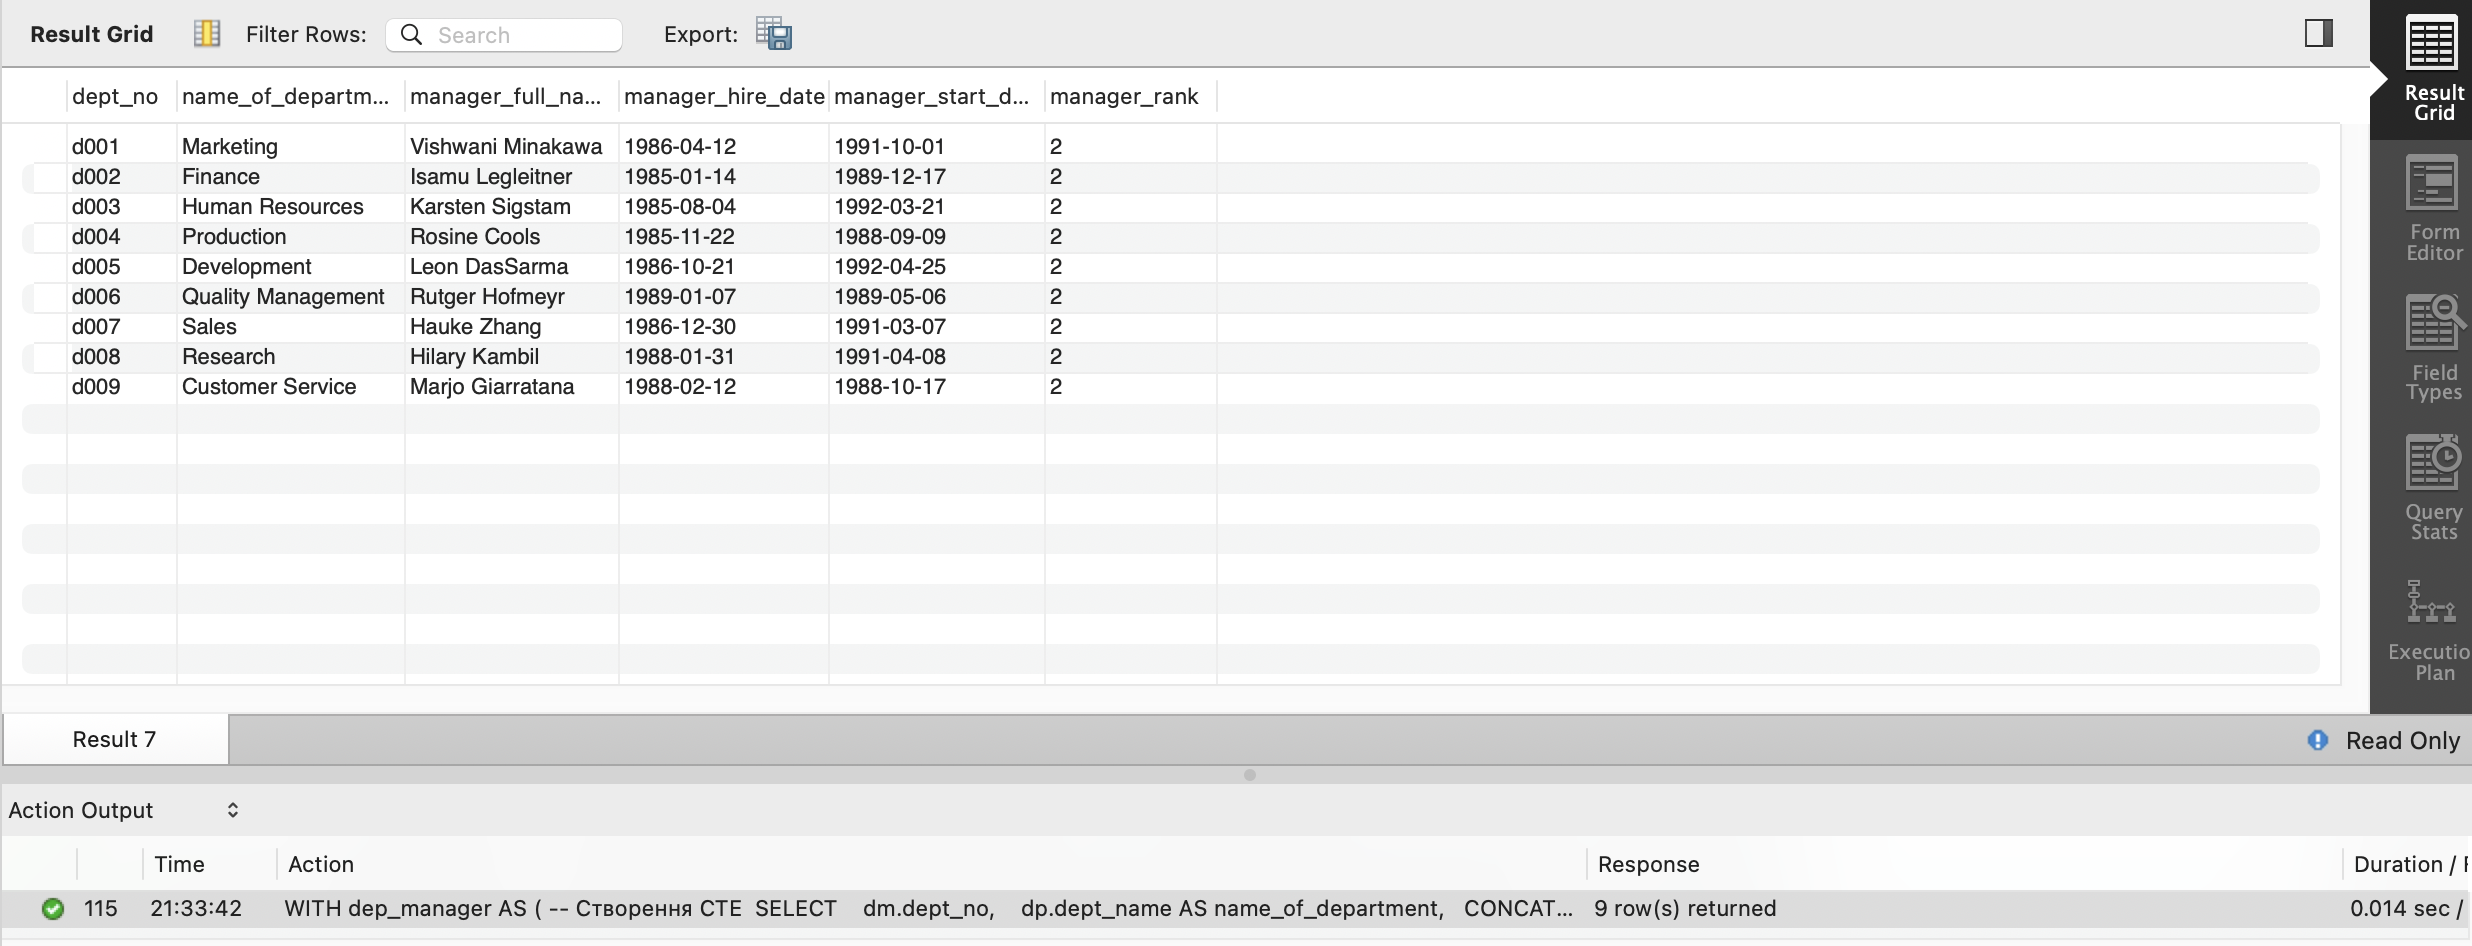 Result Grid Filter Rows: Search Export:
dept_no name_of_departm... manager_full_na... manager_hire_date manager_start_d... manager_rank
d001 Marketing Vishwani Minakawa 1986-04-12 1991-10-01 2
d002 Finance Isamu Legleitner 1985-01-14 1989-12-17 2
d003 Human Resources Karsten Sigstam 1985-08-04 1992-03-21 2
d004 Production Rosine Cools 1985-11-22 1988-09-09 2
d005 Development Leon DasSarma 1986-10-21 1992-04-25 2
d006 Quality Management Rutger Hofmeyr 1989-01-07 1989-05-06 2
d007 Sales Hauke Zhang 1986-12-30 1991-03-07 2
d008 Research Hilary Kambil 1988-01-31 1991-04-08 2
d009 Customer Service Marjo Giarratana 1988-02-12 1988-10-17 2
Result
Grid
Form
Editor
Field
Types
Query
Stats
Executio
Plan
Result 7 Read Only
Action Output
Time Action Response Duration /
115 21:33:42 WITH dep_manager AS ( -- Створення CTE SELECT dm.dept_no, dp.dept_name AS name_of_department, CONCAT... 9 row(s) returned 0.014 sec /